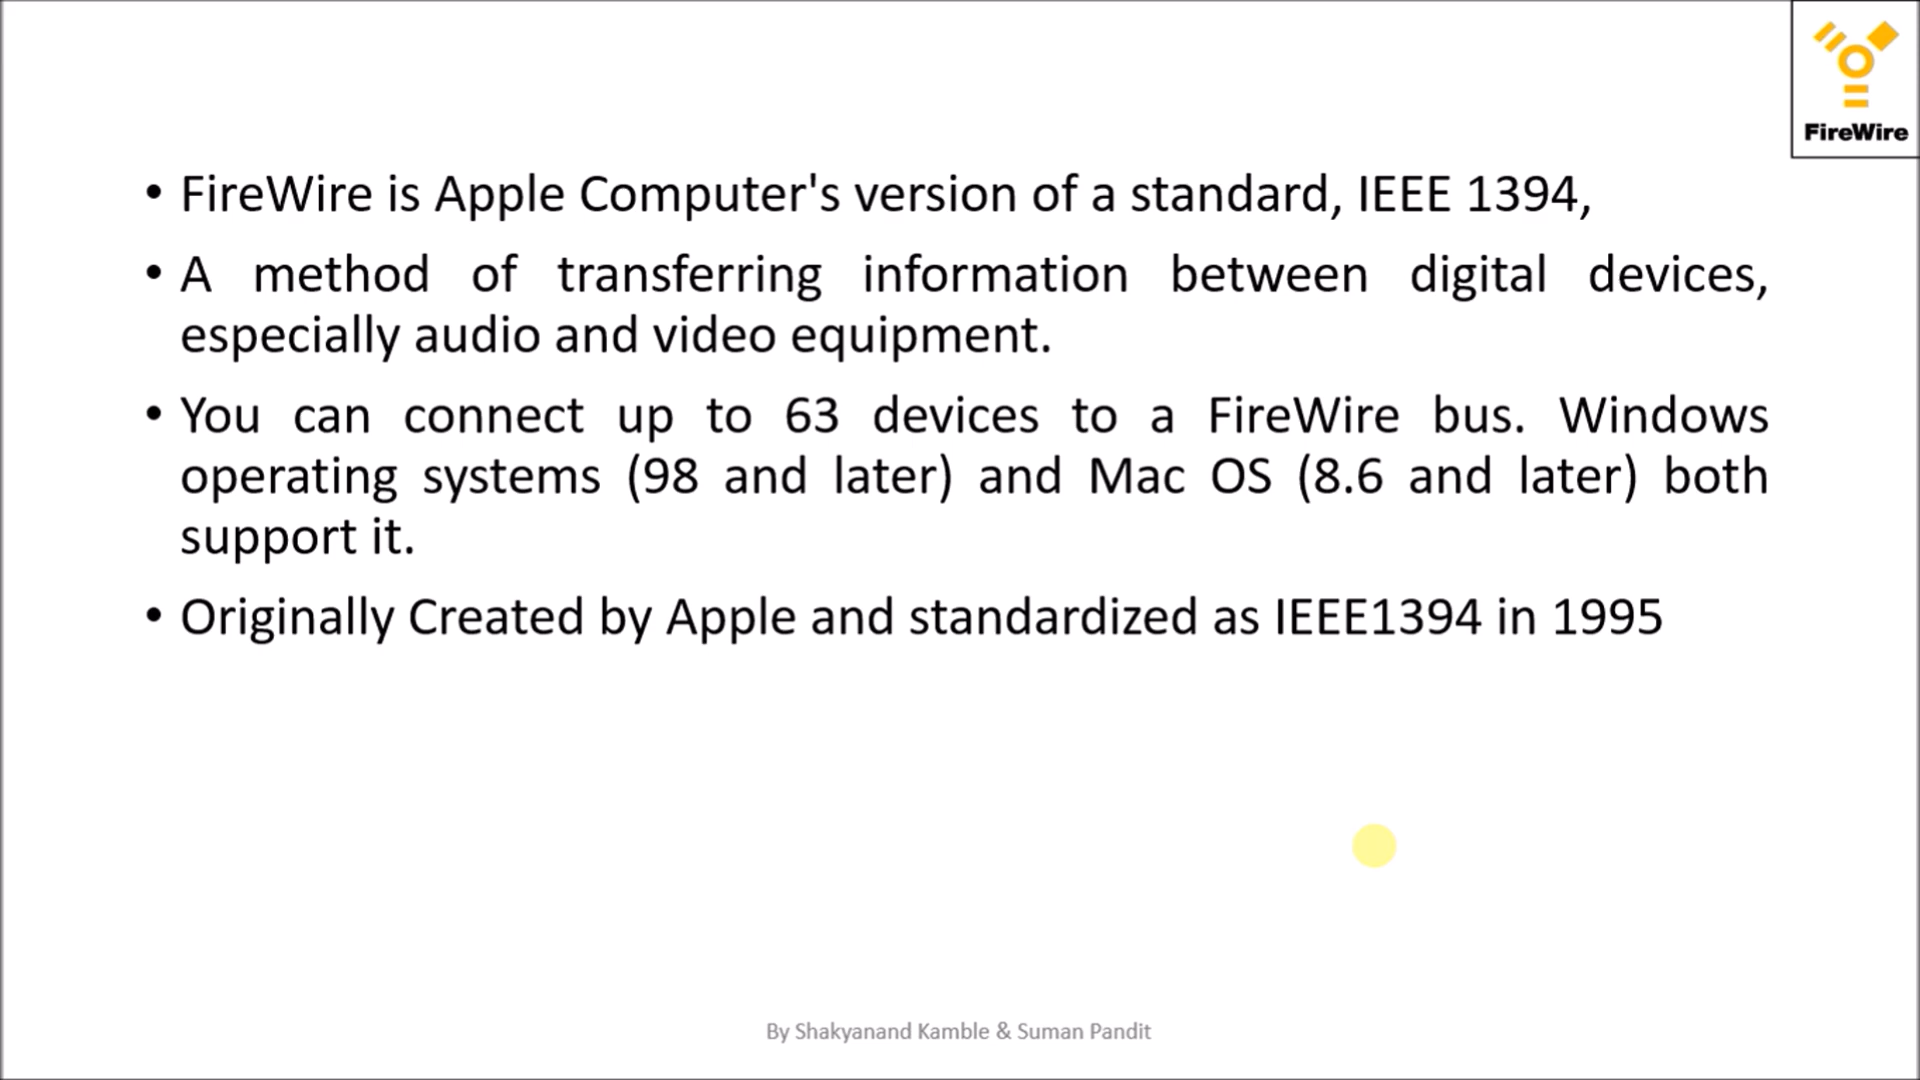 FireWire
• FireWire is Apple Computer's version of a standard, IEEE 1394,
• A method of transferring information between digital devices,
especially audio and video equipment.
• You can connect up to 63 devices to a FireWire bus. Windows
operating systems (98 and later) and Mac OS (8.6 and later) both
support it.
• Originally Created by Apple and standardized as IEEE1394 in 1995
By Shakyanand Kamble & Suman Pandit